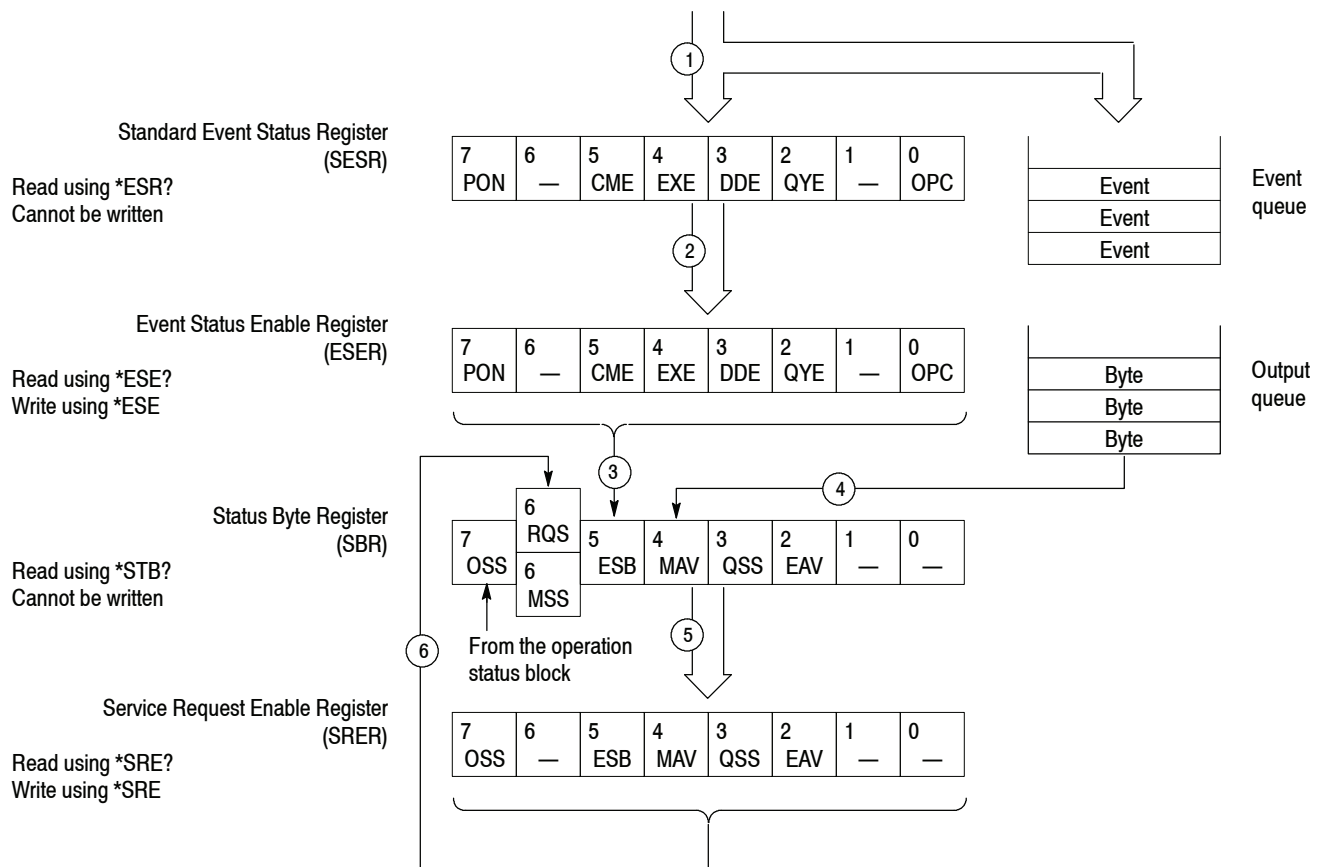 1
Standard Event Status Register
(SESR)
Read using *ESR?
Cannot be written
7 6 5 4 3 2 1 0
PON — CME EXE DDE QYE — OPC
Event
Event
Event
Event
queue
2
Event Status Enable Register
(ESER)
Read using *ESE?
Write using *ESE
7 6 5 4 3 2 1 0
PON — CME EXE DDE QYE — OPC
Byte
Byte
Byte
Output
queue
3
4
Status Byte Register
(SBR)
Read using *STB?
Cannot be written
6
RQS
7 5 4 3 2 1 0
OSS ESB MAV QSS EAV — —
6
MSS
From the operation
status block
5
6
Service Request Enable Register
(SRER)
Read using *SRE?
Write using *SRE
7 6 5 4 3 2 1 0
OSS — ESB MAV QSS EAV — —